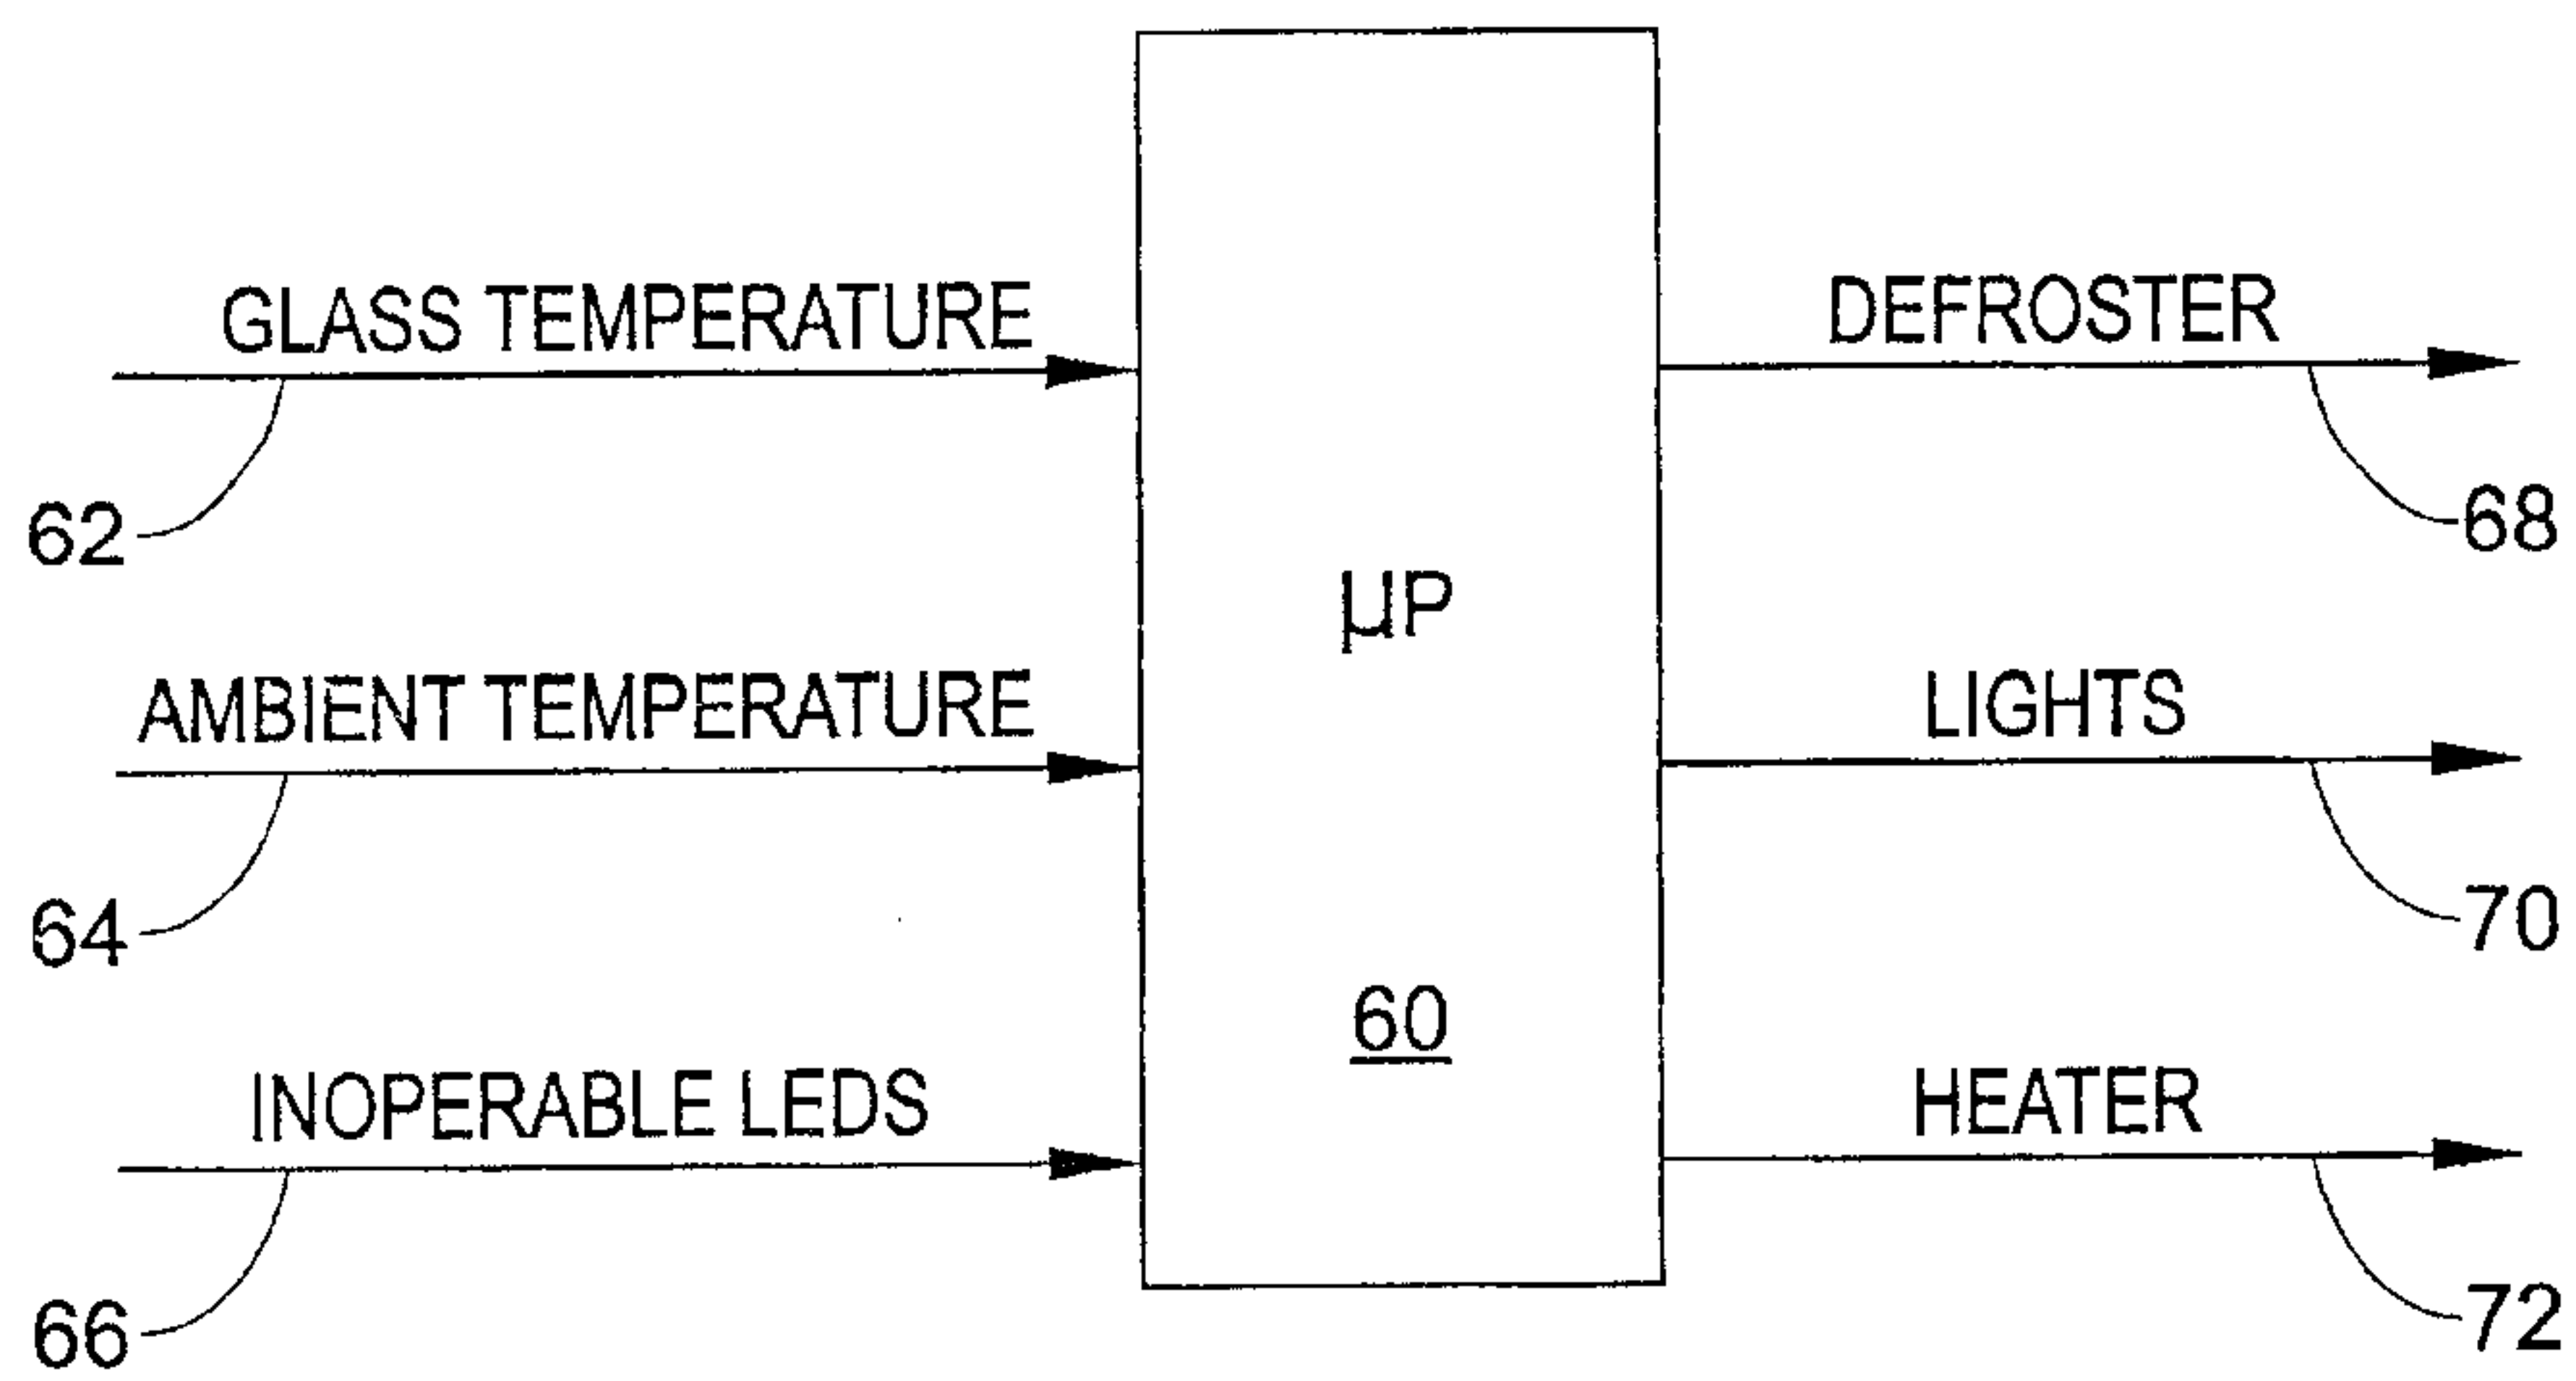 GLASS TEMPERATURE
DEFROSTER
62
68
µP
AMBIENT TEMPERATURE
LIGHTS
64
70
60
INOPERABLE LEDS
HEATER
66
72